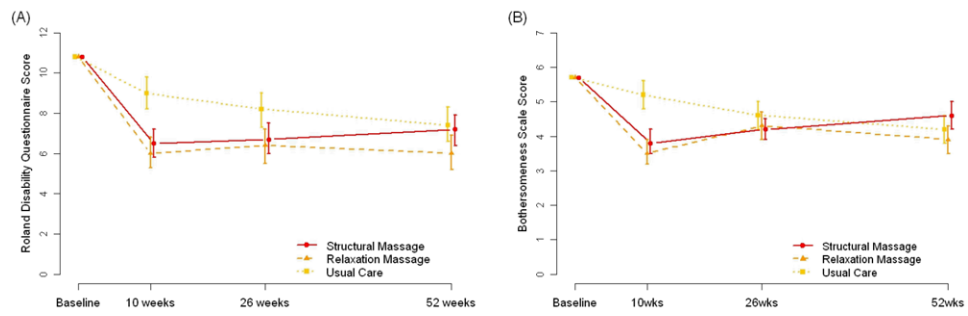 (A)
Roland Disability Questionnaire Score
12
10
8
6
4
2
0
Structural Massage
Relaxation Massage
Usual Care
Baseline
10 weeks
26 weeks
52 weeks
(B)
Bothersomeness Scale Score
7
6
5
4
3
2
1
0
Structural Massage
Relaxation Massage
Usual Care
Baseline
10wks
26wks
52wks